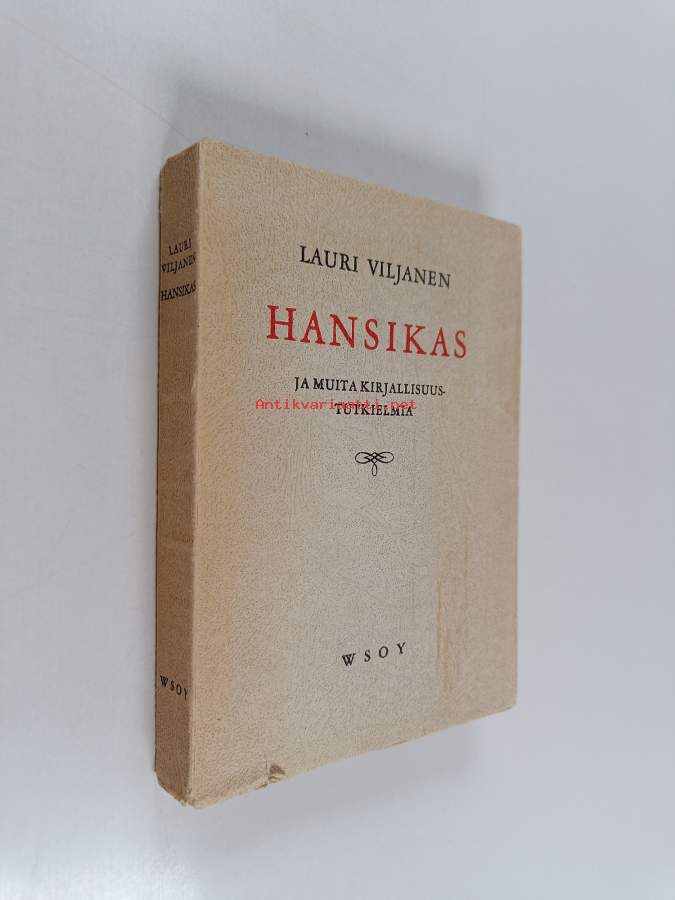 LAURI
VILJANEN
HANSIKAS
WSOY
LAURI VILJANEN
HANSIKAS
JA MUITA KIRJALLISUUS-
Antikvariaatti.net
TUTKIELMIA
WSOY